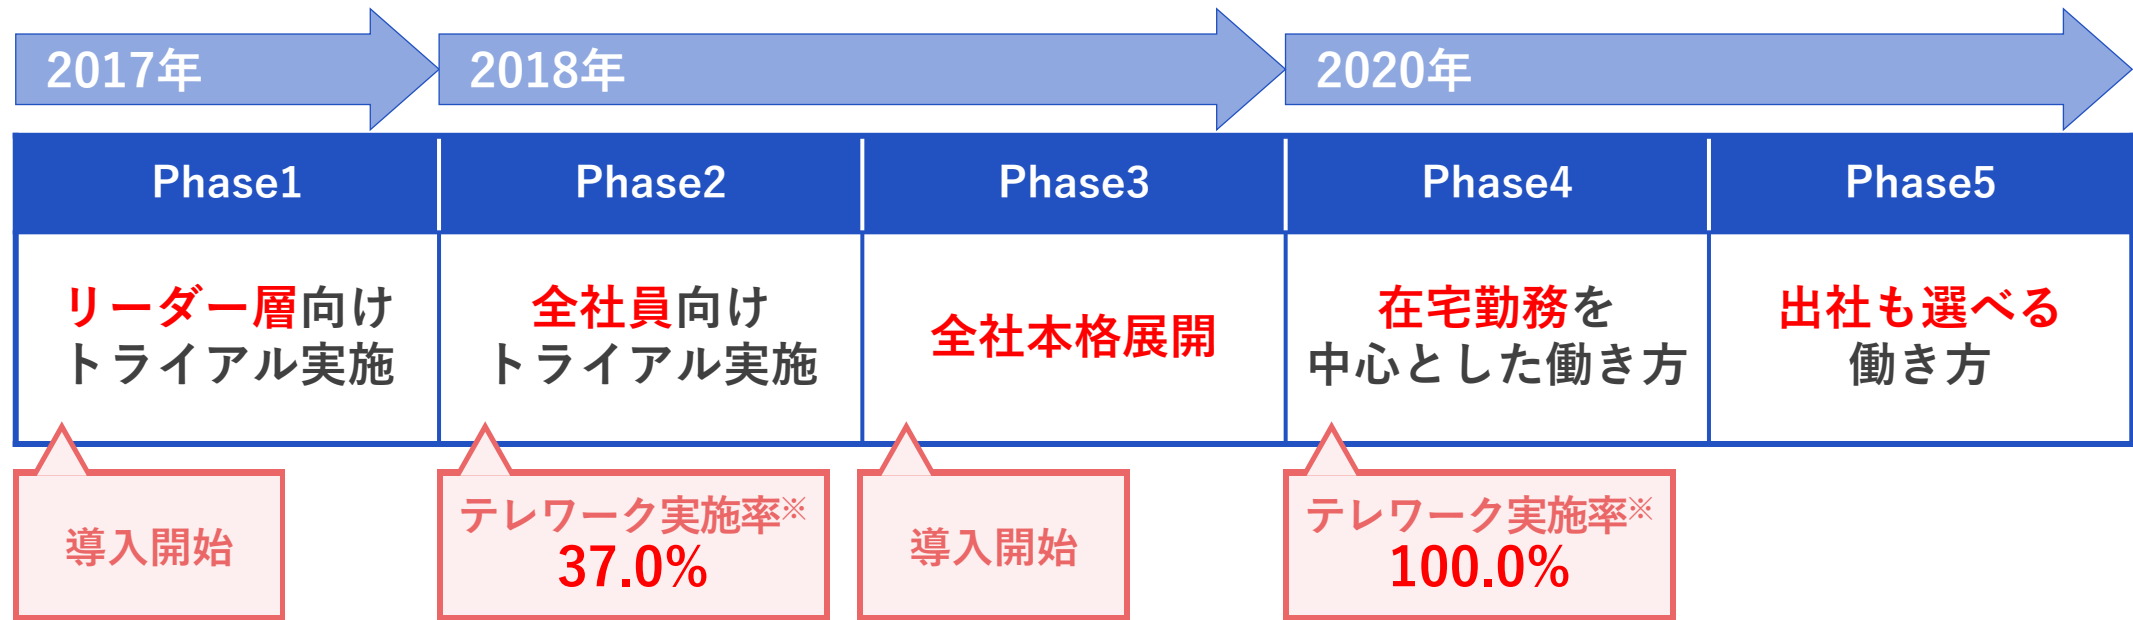 2017年
2018年
2020年
Phase1
Phase2
Phase3
Phase4
Phase5
リーダー層向け
トライアル実施
全社員向け
トライアル実施
全社本格展開
在宅勤務を
中心とした働き方
出社も選べる
働き方
導入開始
テレワーク実施率※
37.0%
導入開始
テレワーク実施率※
100.0%